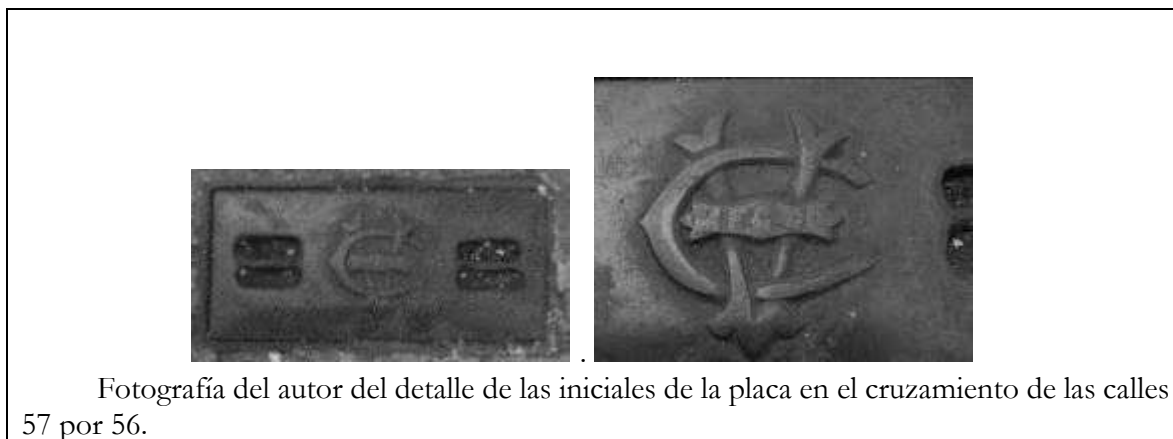 .
Fotografía del autor del detalle de las iniciales de la placa en el cruzamiento de las calles
57 por 56.